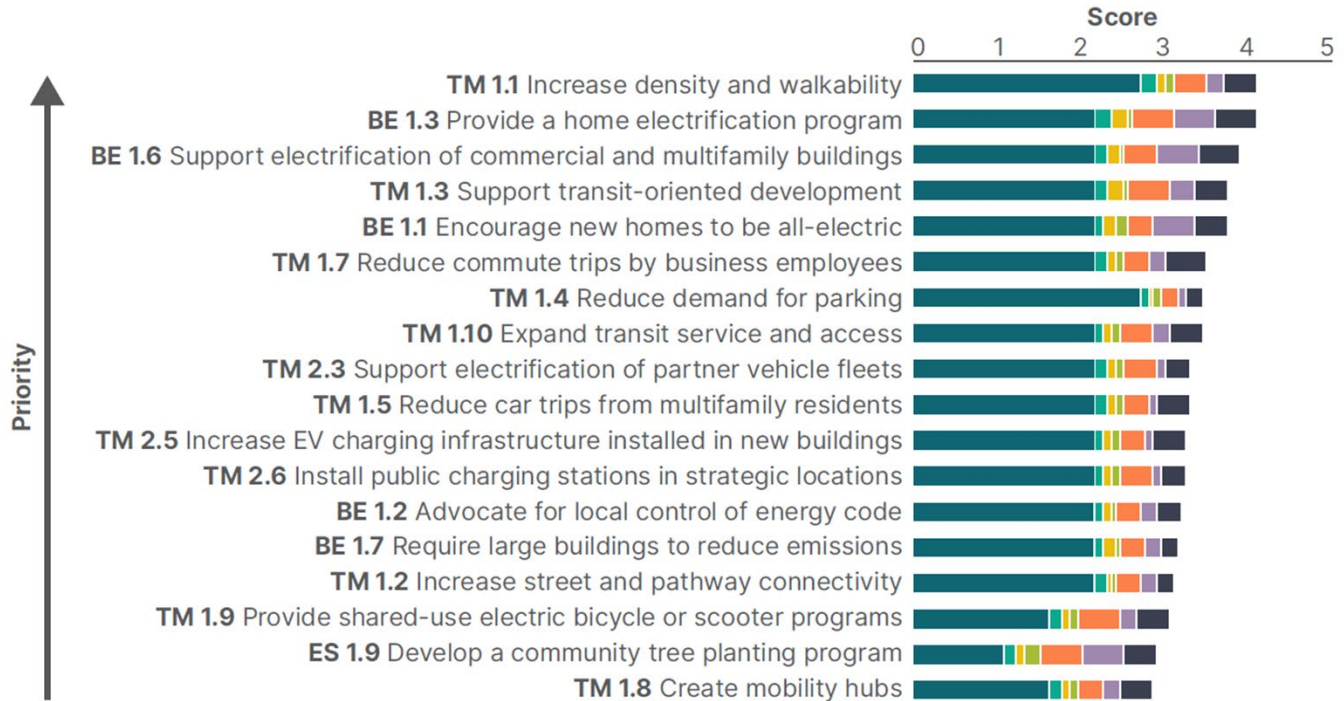 Score
0 1 2 3 4 5
TM 1.1 Increase density and walkability
BE 1.3 Provide a home electrification program
BE 1.6 Support electrification of commercial and multifamily buildings
TM 1.3 Support transit-oriented development
BE 1.1 Encourage new homes to be all-electric
TM 1.7 Reduce commute trips by business employees
TM 1.4 Reduce demand for parking
TM 1.10 Expand transit service and access
TM 2.3 Support electrification of partner vehicle fleets
TM 1.5 Reduce car trips from multifamily residents
TM 2.5 Increase EV charging infrastructure installed in new buildings
TM 2.6 Install public charging stations in strategic locations
BE 1.2 Advocate for local control of energy code
BE 1.7 Require large buildings to reduce emissions
TM 1.2 Increase street and pathway connectivity
TM 1.9 Provide shared-use electric bicycle or scooter programs
ES 1.9 Develop a community tree planting program
TM 1.8 Create mobility hubs
Priority